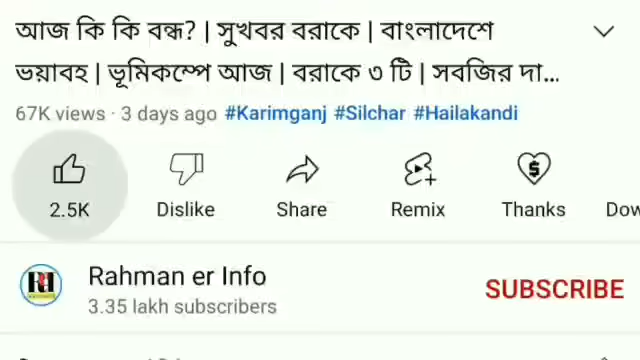 আজ কি কি বন্ধ? | সুখবর বরাকে | বাংলাদেশে
ভয়াবহ | ভূমিকম্পে আজ | বরাকে ৩ টি | সবজির দা...
67K views · 3 days ago #Karimganj #Silchar #Hailakandi
2.5K Dislike Share Remix Thanks Dow
Rahman er Info
SUBSCRIBE
3.35 lakh subscribers